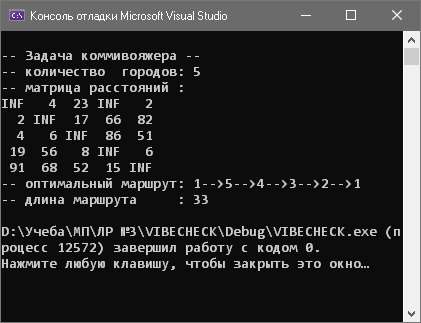 Консоль отладки Microsoft Visual Studio
-- Задача коммивояжера --
-- количество  городов: 5
-- матрица расстояний :
INF   4  23 INF   2
  2 INF  17  66  82
  4   6 INF  86  51
 19  56   8 INF   6
 91  68  52  15 INF
-- оптимальный маршрут: 1-->5-->4-->3-->2-->1
-- длина маршрута     : 33
D:\Учеба\МП\ЛР №3\VIBECHECK\Debug\VIBECHECK.exe (п
роцесс 12572) завершил работу с кодом 0.
Нажмите любую клавишу, чтобы закрыть это окно…